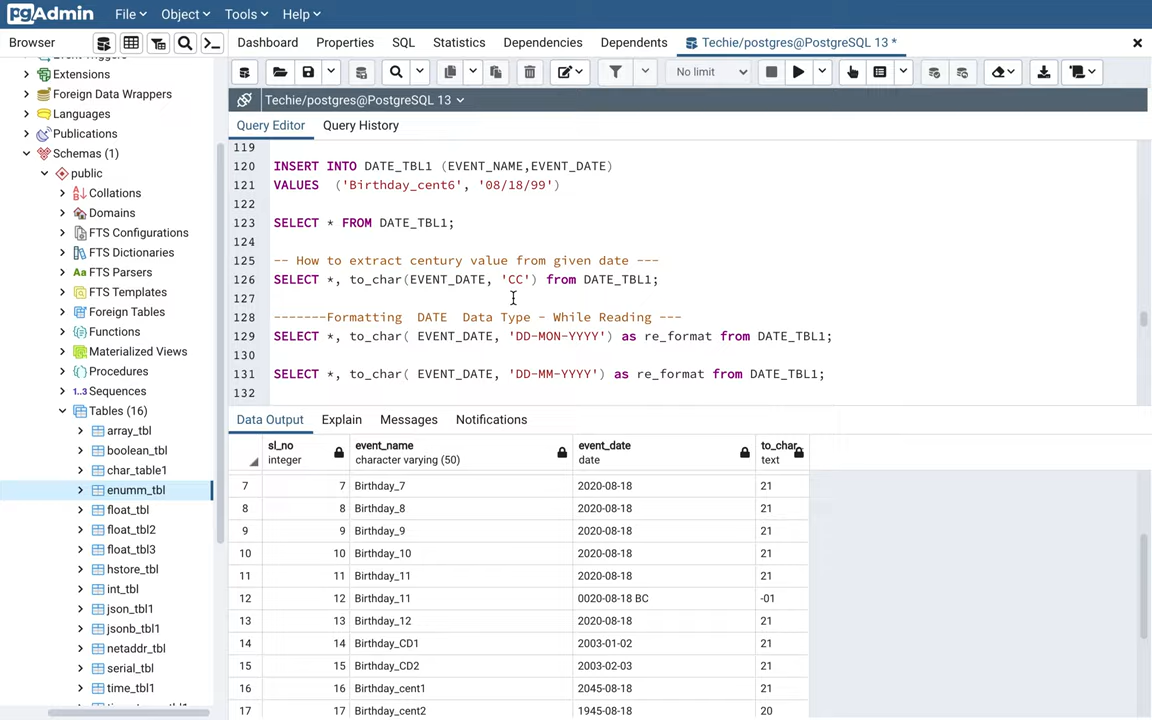 pgAdmin File Object Tools Help
Browser Dashboard Properties SQL Statistics Dependencies Dependents Techie/postgres@PostgreSQL 13 *
No limit
Techie/postgres@PostgreSQL 13
Query Editor Query History
Extensions
Foreign Data Wrappers
Languages
Publications
Schemas (1)
public
Collations
Domains
FTS Configurations
FTS Dictionaries
Aa FTS Parsers
FTS Templates
Foreign Tables
Functions
Materialized Views
Procedures
1..3 Sequences
Tables (16)
array_tbl
boolean_tbl
char_table1
enumm_tbl
float_tbl
float_tbl2
float_tbl3
hstore_tbl
int_tbl
json_tbl1
jsonb_tbl1
netaddr_tbl
serial_tbl
time_tbl1
119
120 INSERT INTO DATE_TBL1 (EVENT_NAME,EVENT_DATE)
121 VALUES ('Birthday_cent6', '08/18/99')
122
123 SELECT * FROM DATE_TBL1;
124
125 -- How to extract century value from given date ---
126 SELECT *, to_char(EVENT_DATE, 'CC') from DATE_TBL1;
127
128 -------Formatting DATE Data Type - While Reading ---
129 SELECT *, to_char( EVENT_DATE, 'DD-MON-YYYY') as re_format from DATE_TBL1;
130
131 SELECT *, to_char( EVENT_DATE, 'DD-MM-YYYY') as re_format from DATE_TBL1;
132
Data Output Explain Messages Notifications
sl_no event_name event_date to_char
integer character varying (50) date text
7 7 Birthday_7 2020-08-18 21
8 8 Birthday_8 2020-08-18 21
9 9 Birthday_9 2020-08-18 21
10 10 Birthday_10 2020-08-18 21
11 11 Birthday_11 2020-08-18 21
12 12 Birthday_11 0020-08-18 BC -01
13 13 Birthday_12 2020-08-18 21
14 14 Birthday_CD1 2003-01-02 21
15 15 Birthday_CD2 2003-02-03 21
16 16 Birthday_cent1 2045-08-18 21
17 17 Birthday_cent2 1945-08-18 20